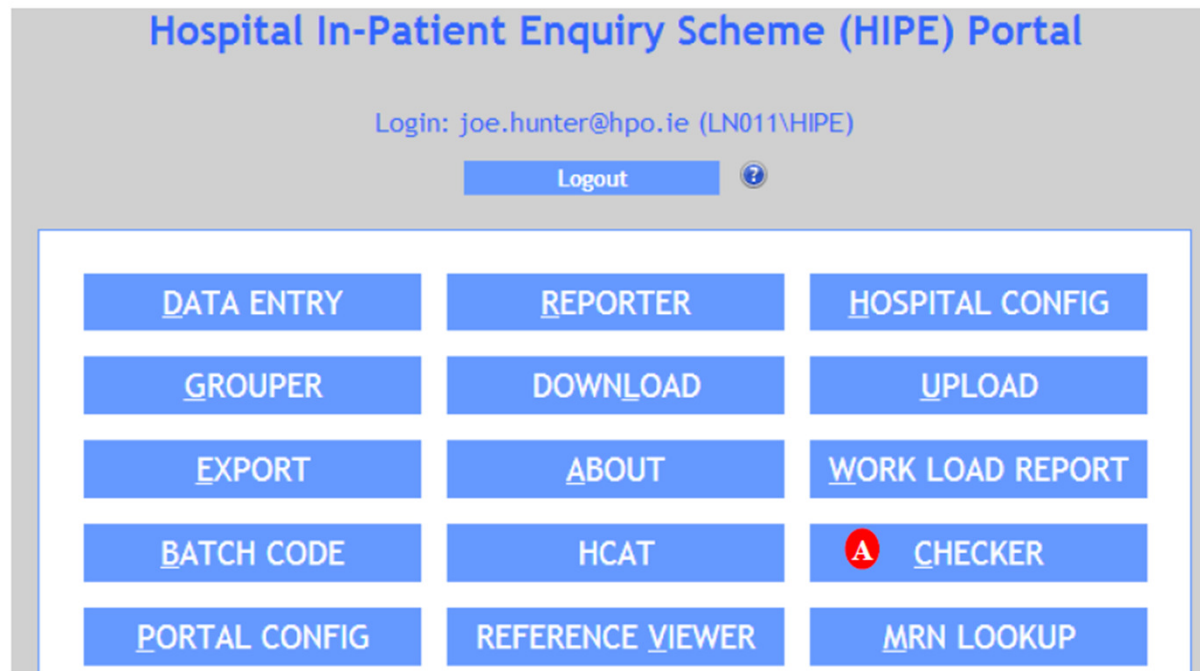 Hospital In-Patient Enquiry Scheme (HIPE) Portal
Login: joe.hunter@hpo.ie (LN011\HIPE)
Logout ?
DATA ENTRY REPORTER HOSPITAL CONFIG
GROUPER DOWNLOAD UPLOAD
EXPORT ABOUT WORK LOAD REPORT
BATCH CODE HCAT A CHECKER
PORTAL CONFIG REFERENCE VIEWER MRN LOOKUP